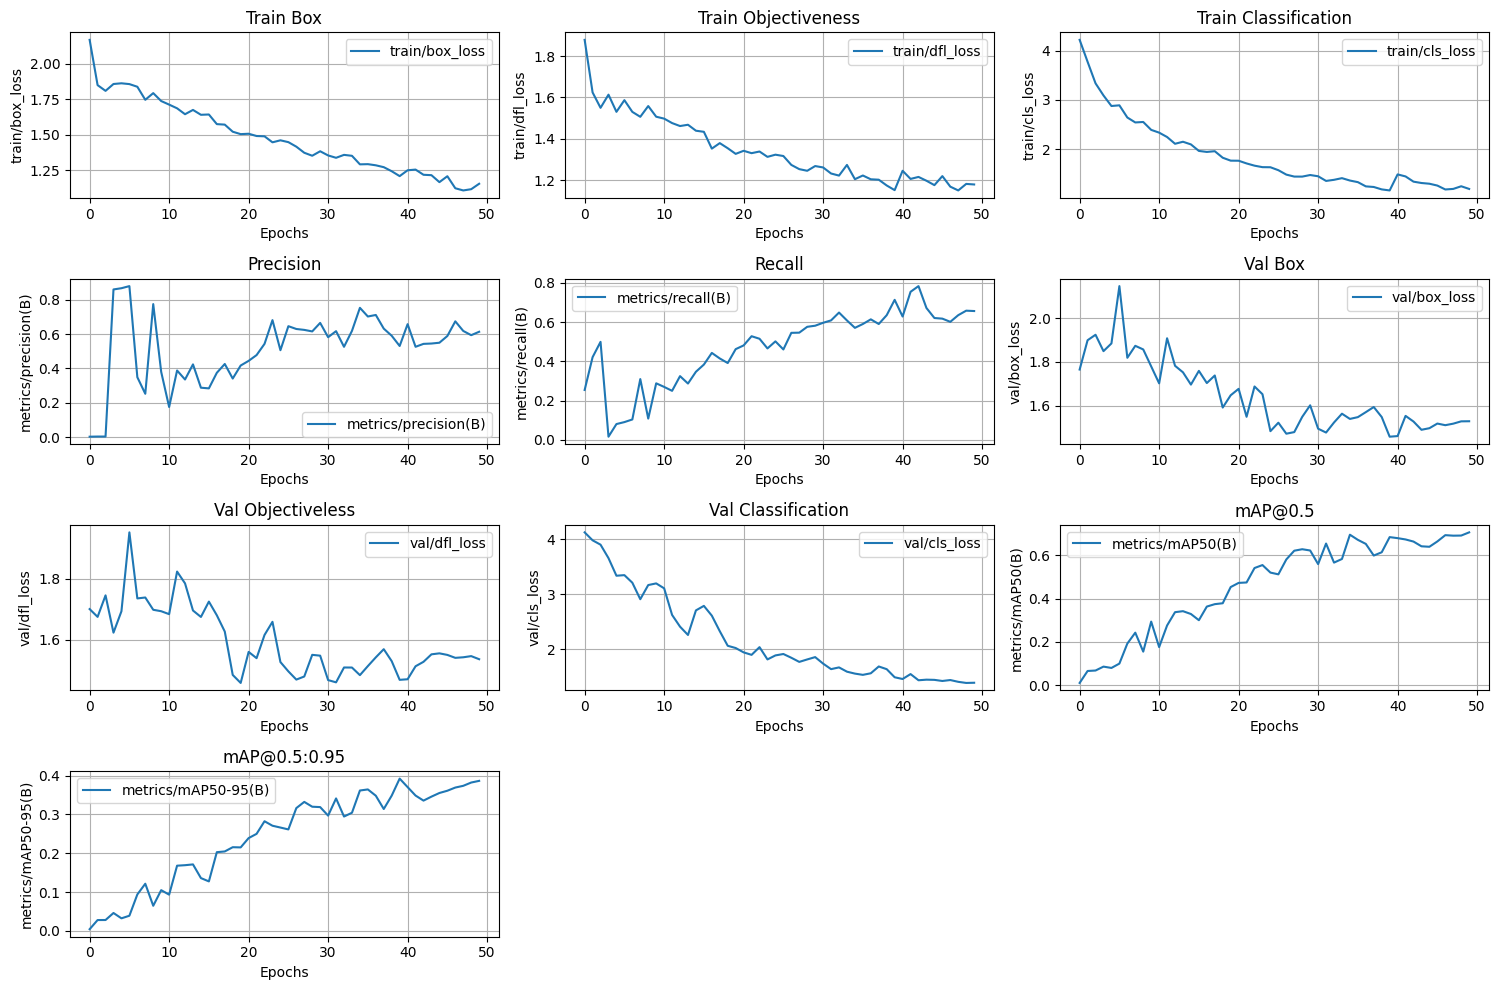 Train Box
train/box_loss
train/box_loss
2.00
1.75
1.50
1.25
0 10 20 30 40 50
Epochs
Train Objectiveness
train/dfl_loss
train/dfl_loss
1.8
1.6
1.4
1.2
0 10 20 30 40 50
Epochs
Train Classification
train/cls_loss
train/cls_loss
4
3
2
0 10 20 30 40 50
Epochs
Precision
metrics/precision(B)
metrics/precision(B)
0.8
0.6
0.4
0.2
0.0
0 10 20 30 40 50
Epochs
Recall
metrics/recall(B)
metrics/recall(B)
0.8
0.6
0.4
0.2
0.0
0 10 20 30 40 50
Epochs
Val Box
val/box_loss
val/box_loss
2.0
1.8
1.6
0 10 20 30 40 50
Epochs
Val Objectiveless
val/dfl_loss
val/dfl_loss
1.8
1.6
0 10 20 30 40 50
Epochs
Val Classification
val/cls_loss
val/cls_loss
4
3
2
0 10 20 30 40 50
Epochs
mAP@0.5
metrics/mAP50(B)
metrics/mAP50(B)
0.6
0.4
0.2
0.0
0 10 20 30 40 50
Epochs
mAP@0.5:0.95
metrics/mAP50-95(B)
metrics/mAP50-95(B)
0.4
0.3
0.2
0.1
0.0
0 10 20 30 40 50
Epochs